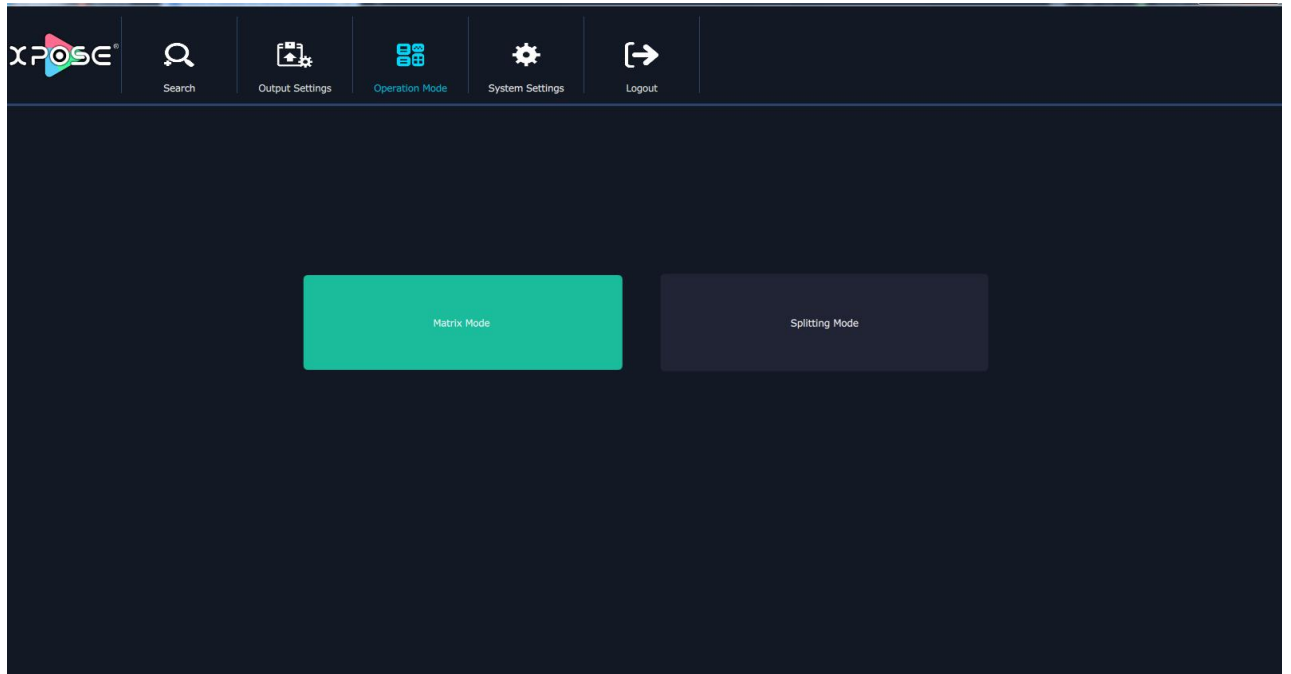 XPOSE®
Search
Output Settings
Operation Mode
System Settings
Logout
Matrix Mode
Splitting Mode